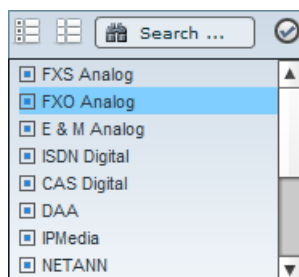 Search ...
FXS Analog
FXO Analog
E & M Analog
ISDN Digital
CAS Digital
DAA
IPMedia
NETANN